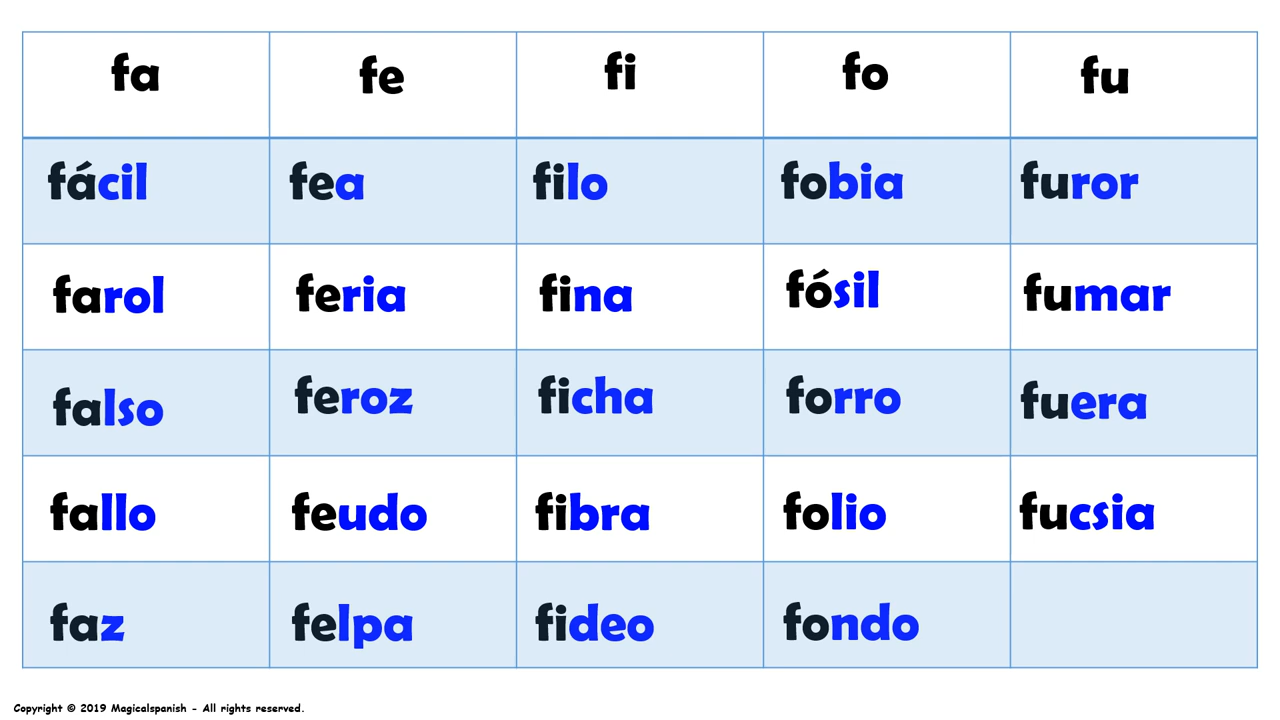 fa fe fi fo fu
fácil fea filo fobia furor
farol feria fina fósil fumar
falso feroz ficha forro fuera
fallo feudo fibra folio fucsia
faz felpa fideo fondo
Copyright © 2019 Magicalspanish - All rights reserved.